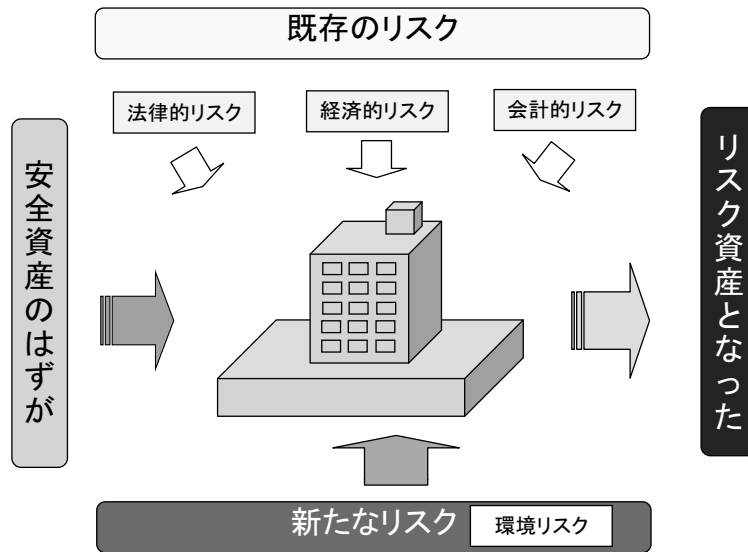 既存のリスク
法律的リスク
経済的リスク
会計的リスク
安全資産のはずが
リスク資産となった
新たなリスク
環境リスク